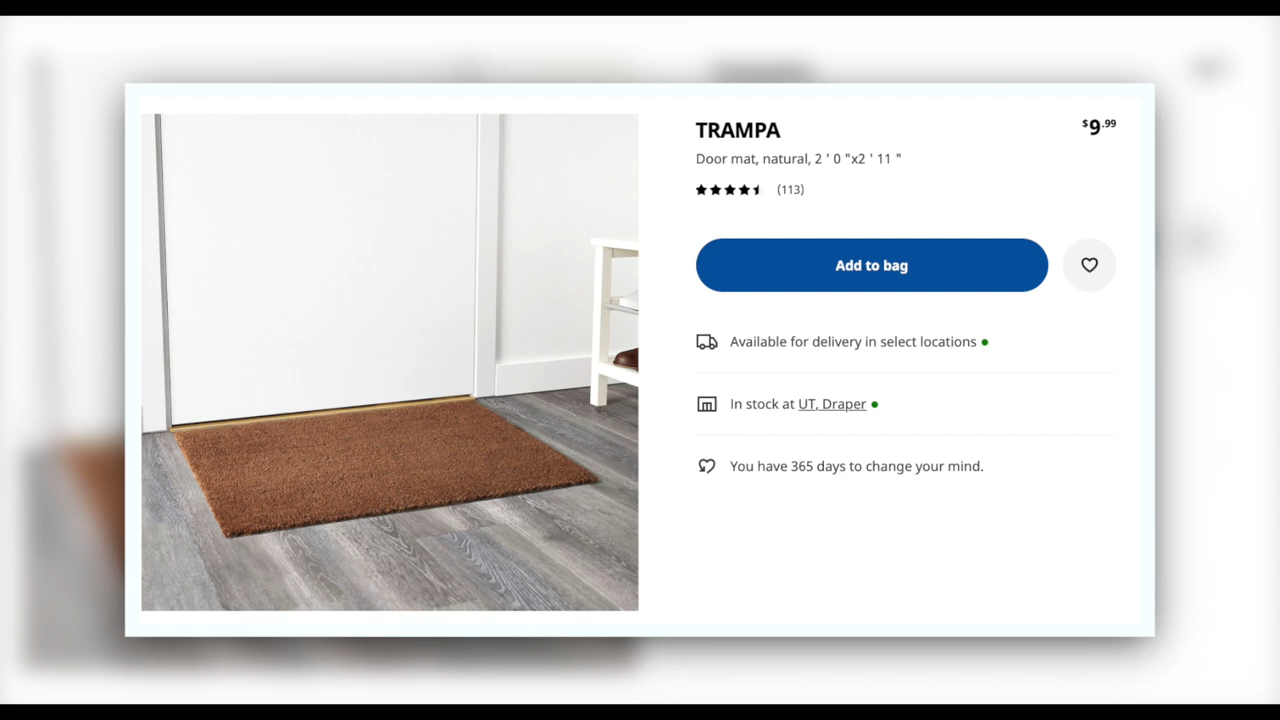 TRAMPA
$9.99
Door mat, natural, 2 ' 0 "x2 ' 11 "
(113)
Add to bag
Available for delivery in select locations
In stock at UT, Draper
You have 365 days to change your mind.